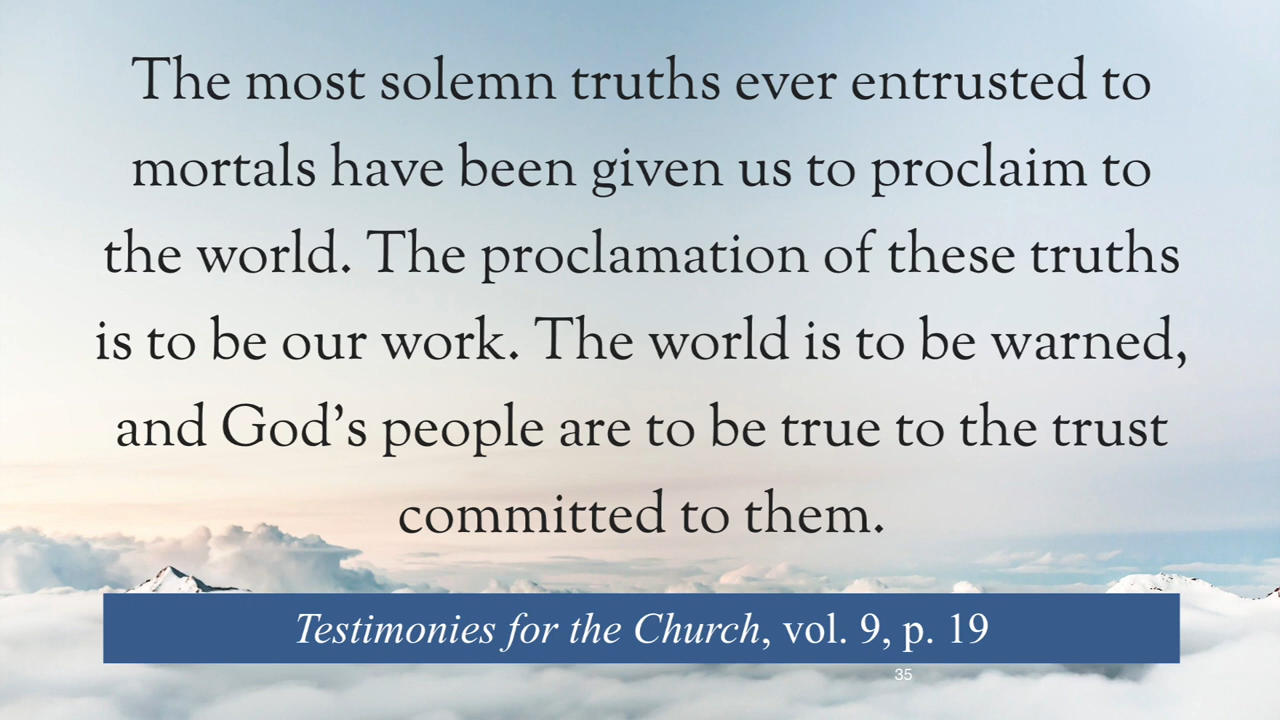 The most solemn truths ever entrusted to
mortals have been given us to proclaim to
the world. The proclamation of these truths
is to be our work. The world is to be warned,
and God’s people are to be true to the trust
committed to them.
Testimonies for the Church, vol. 9, p. 19
35